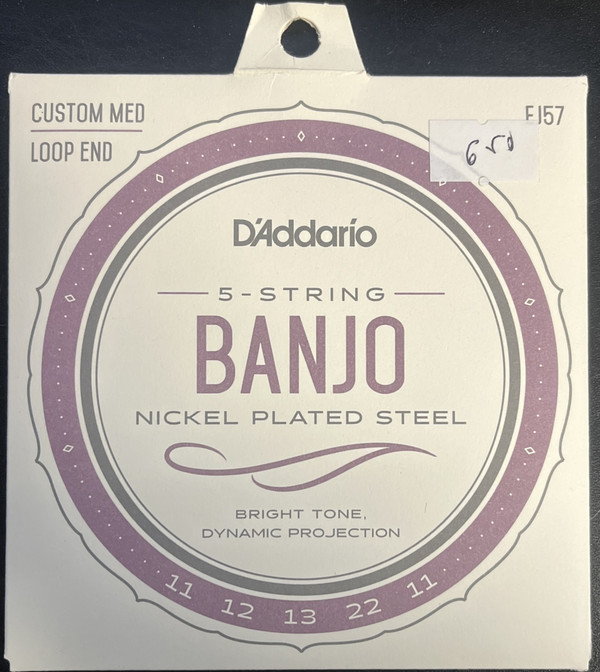 CUSTOM MED
LOOP END
EJ57
D'Addario
5-STRING
BANJO
NICKEL PLATED STEEL
BRIGHT TONE,
DYNAMIC PROJECTION
11 12 13 22 11